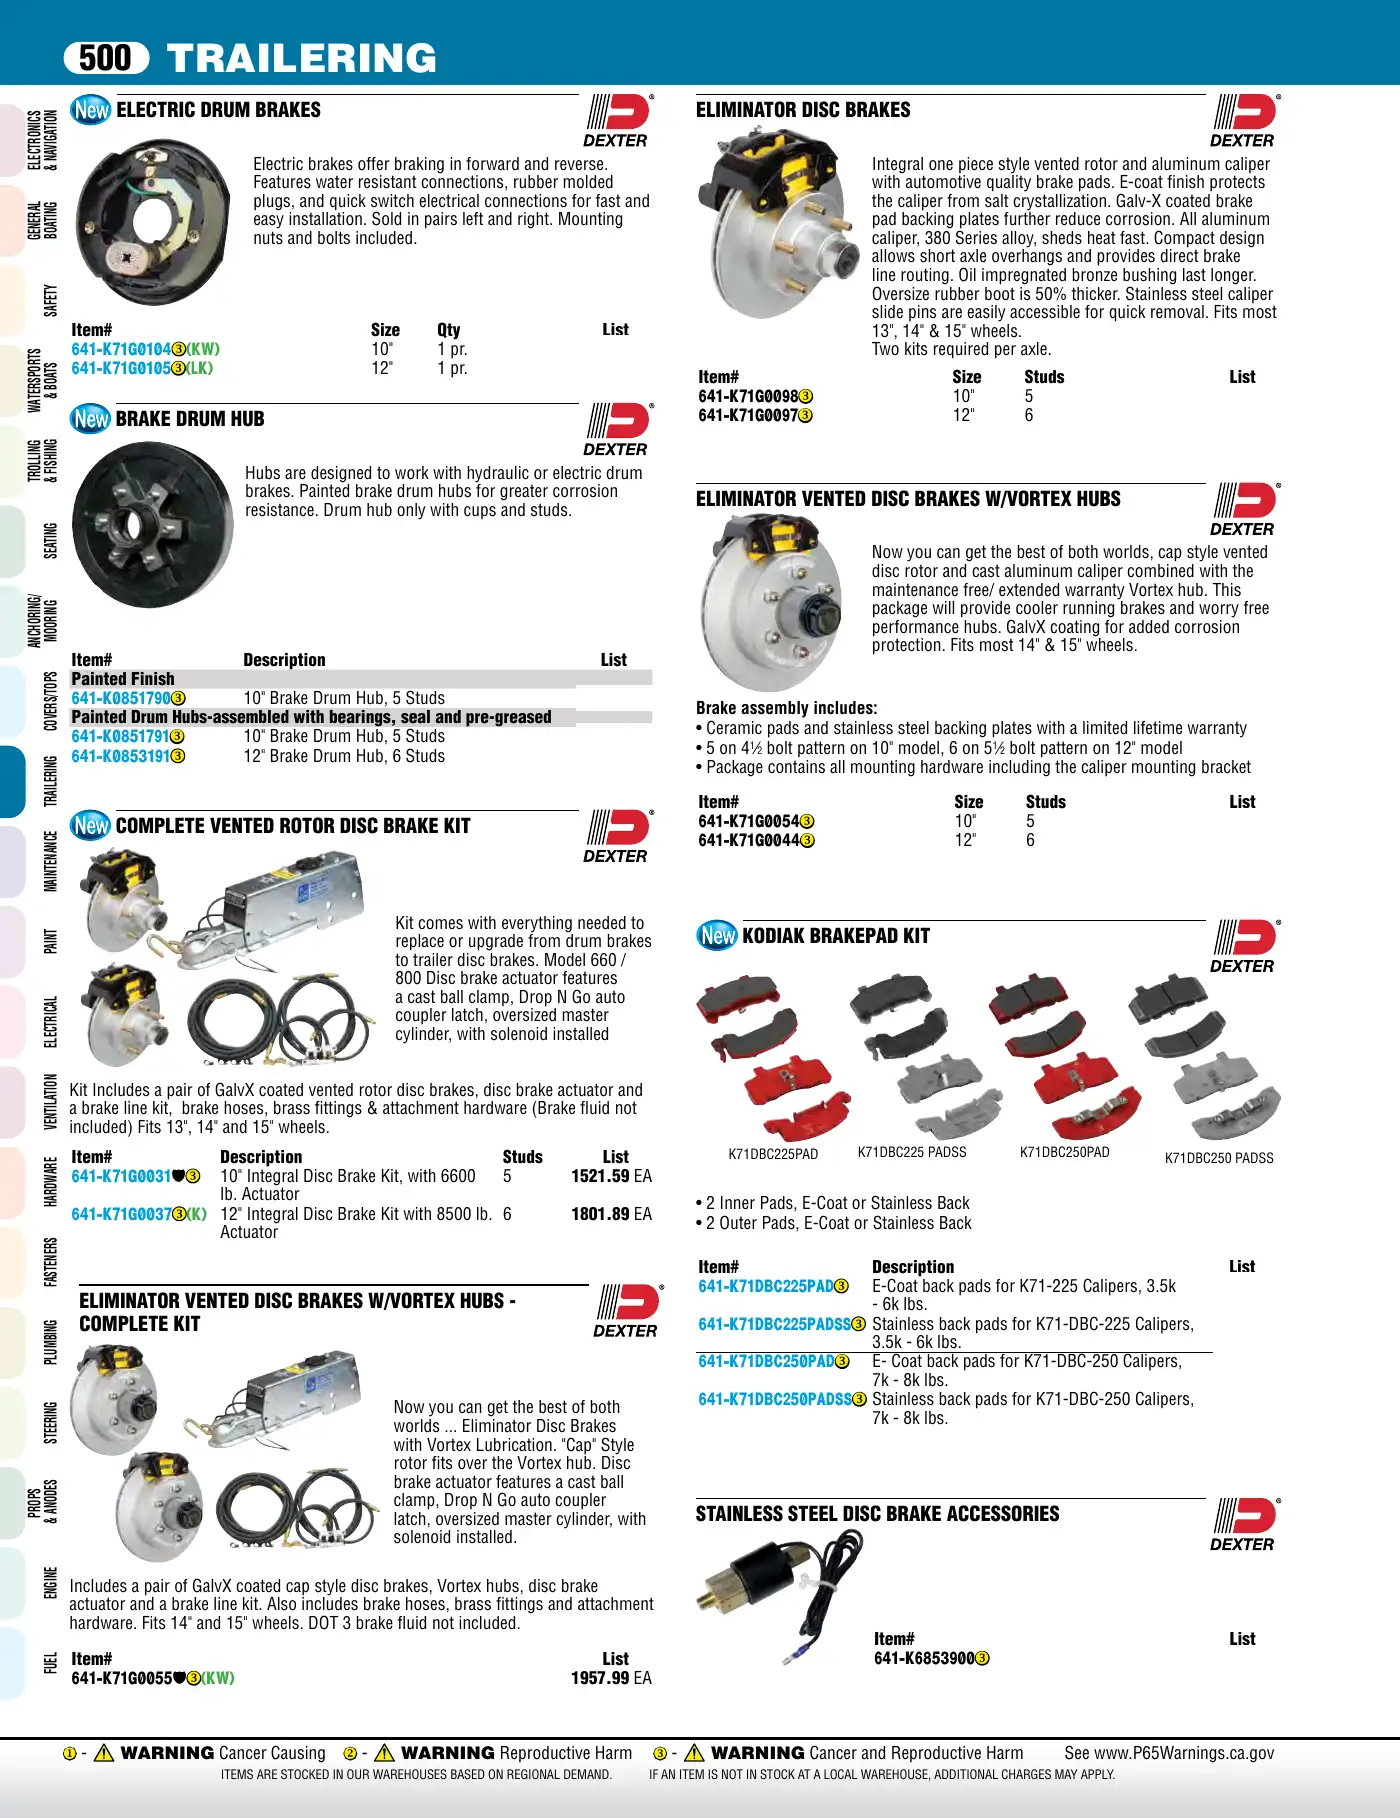 500 TRAILERING
ELECTRONICS
& NAVIGATION
GENERAL
BOATING
SAFETY
WATERSPORTS
& BOATS
TROLLING
& FISHING
SEATING
ANCHORING/
MOORING
COVERS/TOPS
TRAILERING
MAINTENANCE
PAINT
ELECTRICAL
VENTILATION
HARDWARE
FASTENERS
PLUMBING
STEERING
PROPS
& ANODES
ENGINE
FUEL
New ELECTRIC DRUM BRAKES
DEXTER
Electric brakes offer braking in forward and reverse.
Features water resistant connections, rubber molded
plugs, and quick switch electrical connections for fast and
easy installation. Sold in pairs left and right. Mounting
nuts and bolts included.
Item# Size Qty List
641-K71G0104 3 (KW) 10" 1 pr.
641-K71G0105 3 (LK) 12" 1 pr.
New BRAKE DRUM HUB
DEXTER
Hubs are designed to work with hydraulic or electric drum
brakes. Painted brake drum hubs for greater corrosion
resistance. Drum hub only with cups and studs.
Item# Description List
Painted Finish
641-K0851790 3 10" Brake Drum Hub, 5 Studs
Painted Drum Hubs-assembled with bearings, seal and pre-greased
641-K0851791 3 10" Brake Drum Hub, 5 Studs
641-K0853191 3 12" Brake Drum Hub, 6 Studs
New COMPLETE VENTED ROTOR DISC BRAKE KIT
DEXTER
Kit comes with everything needed to
replace or upgrade from drum brakes
to trailer disc brakes. Model 660 /
800 Disc brake actuator features
a cast ball clamp, Drop N Go auto
coupler latch, oversized master
cylinder, with solenoid installed
Kit Includes a pair of GalvX coated vented rotor disc brakes, disc brake actuator and
a brake line kit,  brake hoses, brass fittings & attachment hardware (Brake fluid not
included) Fits 13", 14" and 15" wheels.
Item# Description Studs List
641-K71G0031 3 10" Integral Disc Brake Kit, with 6600 5 1521.59 EA
lb. Actuator
641-K71G0037 3 (K) 12" Integral Disc Brake Kit with 8500 lb. 6 1801.89 EA
Actuator
ELIMINATOR VENTED DISC BRAKES W/VORTEX HUBS -
COMPLETE KIT
DEXTER
Now you can get the best of both
worlds ... Eliminator Disc Brakes
with Vortex Lubrication. "Cap" Style
rotor fits over the Vortex hub. Disc
brake actuator features a cast ball
clamp, Drop N Go auto coupler
latch, oversized master cylinder, with
solenoid installed.
Includes a pair of GalvX coated cap style disc brakes, Vortex hubs, disc brake
actuator and a brake line kit. Also includes brake hoses, brass fittings and attachment
hardware. Fits 14" and 15" wheels. DOT 3 brake fluid not included.
Item# List
641-K71G0055 3 (KW) 1957.99 EA
ELIMINATOR DISC BRAKES
DEXTER
Integral one piece style vented rotor and aluminum caliper
with automotive quality brake pads. E-coat finish protects
the caliper from salt crystallization. Galv-X coated brake
pad backing plates further reduce corrosion. All aluminum
caliper, 380 Series alloy, sheds heat fast. Compact design
allows short axle overhangs and provides direct brake
line routing. Oil impregnated bronze bushing last longer.
Oversize rubber boot is 50% thicker. Stainless steel caliper
slide pins are easily accessible for quick removal. Fits most
13", 14" & 15" wheels.
Two kits required per axle.
Item# Size Studs List
641-K71G0098 3 10" 5
641-K71G0097 3 12" 6
ELIMINATOR VENTED DISC BRAKES W/VORTEX HUBS
DEXTER
Now you can get the best of both worlds, cap style vented
disc rotor and cast aluminum caliper combined with the
maintenance free/ extended warranty Vortex hub. This
package will provide cooler running brakes and worry free
performance hubs. GalvX coating for added corrosion
protection. Fits most 14" & 15" wheels.
Brake assembly includes:
• Ceramic pads and stainless steel backing plates with a limited lifetime warranty
• 5 on 4½ bolt pattern on 10" model, 6 on 5½ bolt pattern on 12" model
• Package contains all mounting hardware including the caliper mounting bracket
Item# Size Studs List
641-K71G0054 3 10" 5
641-K71G0044 3 12" 6
New KODIAK BRAKEPAD KIT
DEXTER
K71DBC225PAD K71DBC225 PADSS K71DBC250PAD K71DBC250 PADSS
• 2 Inner Pads, E-Coat or Stainless Back
• 2 Outer Pads, E-Coat or Stainless Back
Item# Description List
641-K71DBC225PAD 3 E-Coat back pads for K71-225 Calipers, 3.5k
- 6k lbs.
641-K71DBC225PADSS 3 Stainless back pads for K71-DBC-225 Calipers,
3.5k - 6k lbs.
641-K71DBC250PAD 3 E- Coat back pads for K71-DBC-250 Calipers,
7k - 8k lbs.
641-K71DBC250PADSS 3 Stainless back pads for K71-DBC-250 Calipers,
7k - 8k lbs.
STAINLESS STEEL DISC BRAKE ACCESSORIES
DEXTER
Item# List
641-K6853900 3
1 - WARNING Cancer Causing 2 - WARNING Reproductive Harm 3 - WARNING Cancer and Reproductive Harm See www.P65Warnings.ca.gov
ITEMS ARE STOCKED IN OUR WAREHOUSES BASED ON REGIONAL DEMAND. IF AN ITEM IS NOT IN STOCK AT A LOCAL WAREHOUSE, ADDITIONAL CHARGES MAY APPLY.